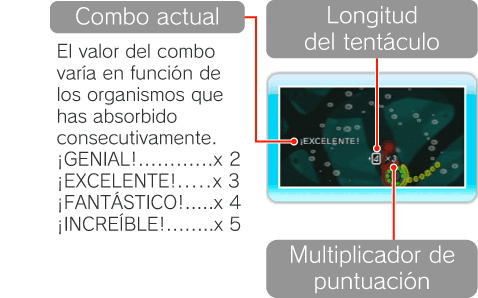 Combo actual
El valor del combo
varía en función de
los organismos que
has absorbido
consecutivamente.
¡GENIAL!............x 2
¡EXCELENTE!.....x 3
¡FANTÁSTICO!.....x 4
¡INCREÍBLE!........x 5
Longitud
del tentáculo
¡EXCELENTE!
4 ×3
Multiplicador de
puntuación